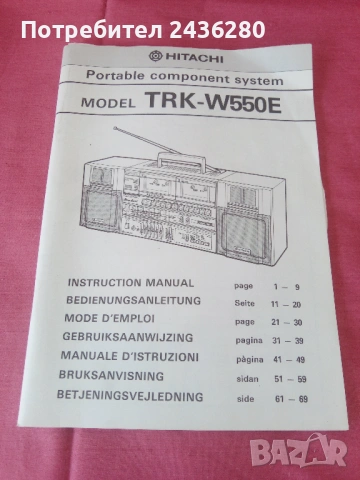 Потребител 2436280
HITACHI
Portable component system
MODEL TRK-W550E
INSTRUCTION MANUAL page 1 – 9
BEDIENUNGSANLEITUNG Seite 11 – 20
MODE D'EMPLOI page 21 – 30
GEBRUIKSAANWIJZING pagina 31 – 39
MANUALE D'ISTRUZIONI pàgina 41 – 49
BRUKSANVISNING sidan 51 – 59
BETJENINGSVEJLEDNING side 61 – 69
BAZAR
bg